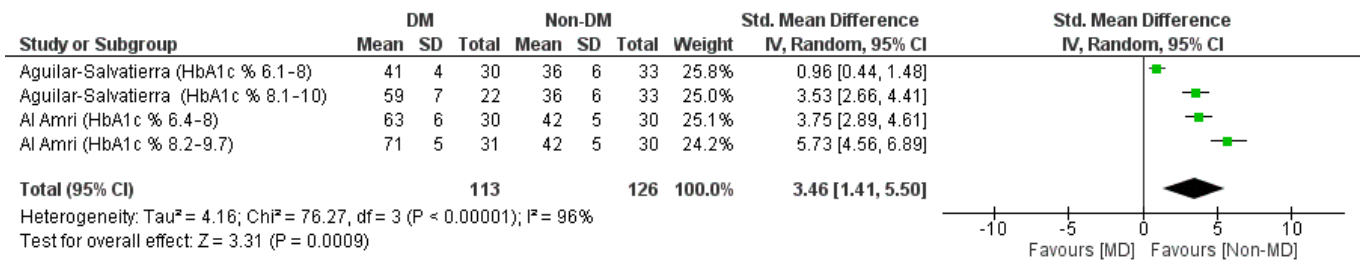 DM Non-DM Std. Mean Difference Std. Mean Difference
Study or Subgroup Mean SD Total Mean SD Total Weight IV, Random, 95% CI IV, Random, 95% CI
Aguilar-Salvatierra (HbA1c % 6.1-8) 41 4 30 36 6 33 25.8% 0.96 [0.44, 1.48]
Aguilar-Salvatierra (HbA1c % 8.1-10) 59 7 22 36 6 33 25.0% 3.53 [2.66, 4.41]
Al Amri (HbA1c % 6.4-8) 63 6 30 42 5 30 25.1% 3.75 [2.89, 4.61]
Al Amri (HbA1c % 8.2-9.7) 71 5 31 42 5 30 24.2% 5.73 [4.56, 6.89]
Total (95% CI) 113 126 100.0% 3.46 [1.41, 5.50]
Heterogeneity: Tau² = 4.16; Chi² = 76.27, df = 3 (P < 0.00001); I² = 96%
Test for overall effect: Z = 3.31 (P = 0.0009)
-10 -5 0 5 10
Favours [MD] Favours [Non-MD]